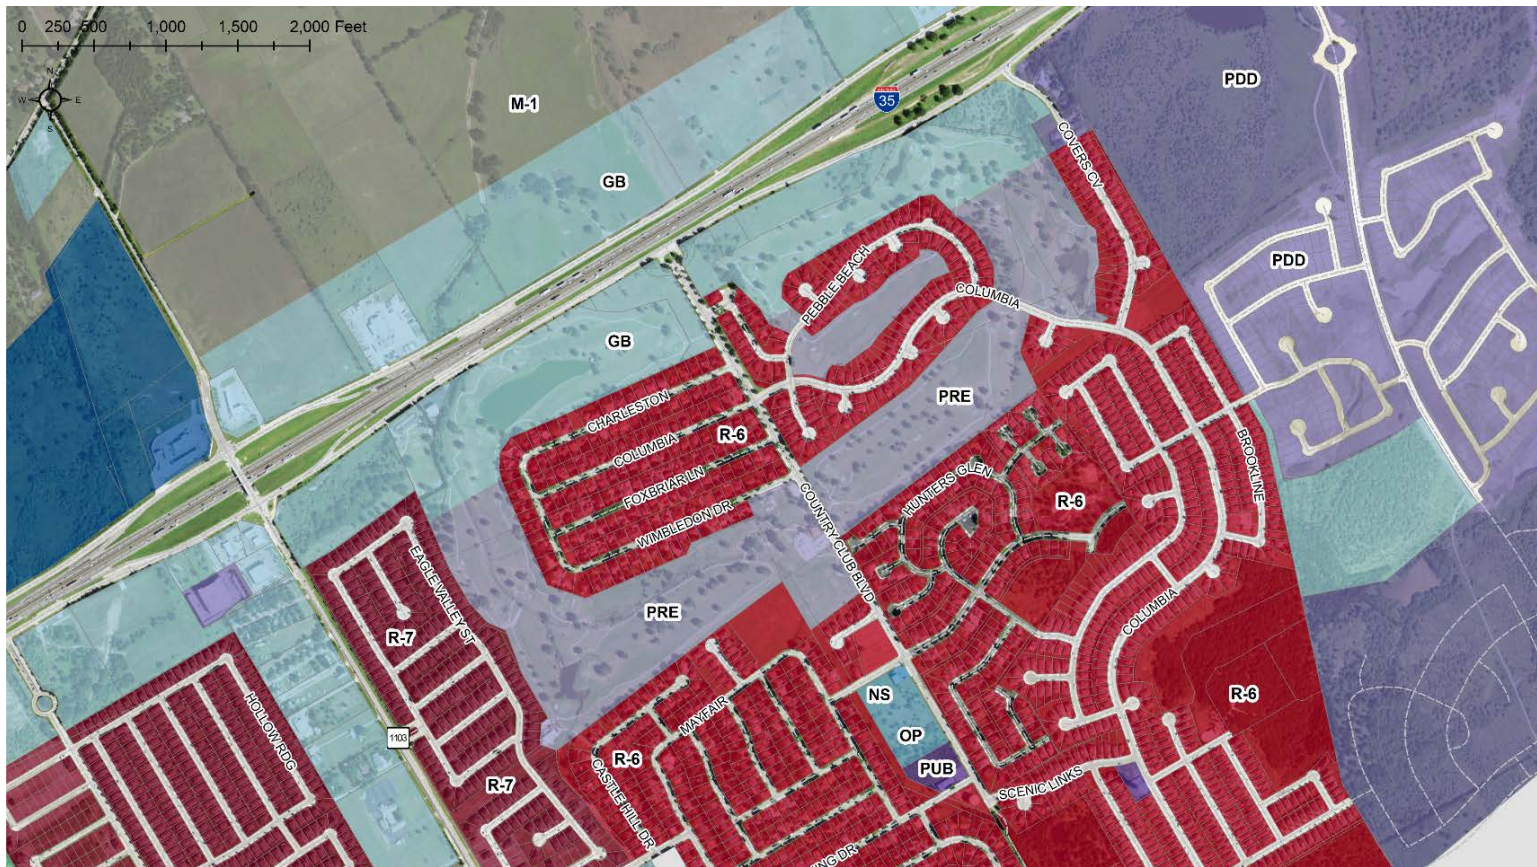 0 250 500 1,000 1,500 2,000 Feet
N
W E
S
M-1
PDD
35
COVERS CV
GB
PEBBLE BEACH
PDD
COLUMBIA
GB
CHARLESTON
PRE
COLUMBIA
R-6
BROOKLINE
FOXBRIAR LN
HUNTERS GLEN
R-6
WIMBLEDON DR
COUNTRY CLUB BLVD
EAGLE VALLEY ST
PRE
COLUMBIA
R-7
NS
R-6
HOLLOW RDG
MAYFAIR
OP
1103
R-6
PUB
CASTLE HILL DR
R-7
SCENIC LINKS
ING DR